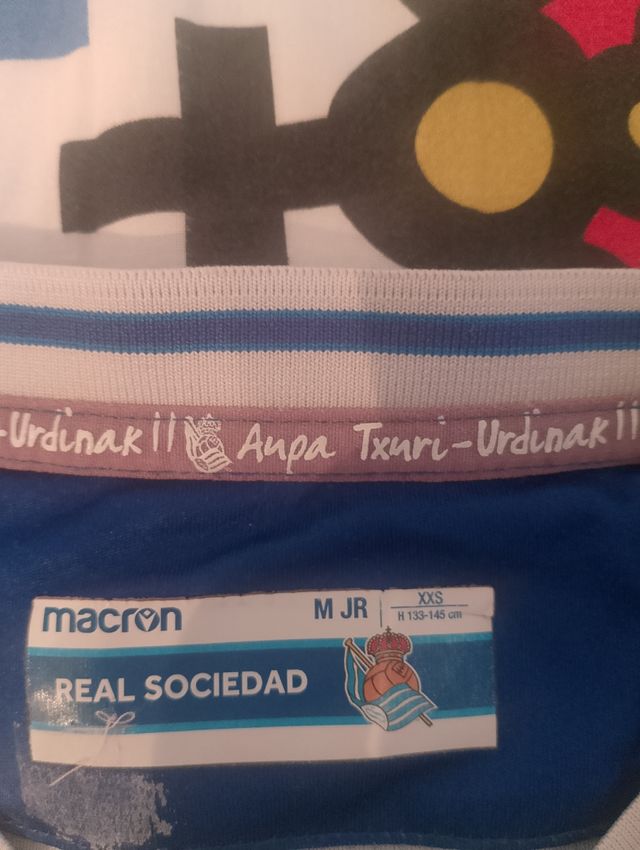 -Urdinak!! Aupa Txuri-Urdinak!!
macron
M JR
XXS
H 133-145 cm
REAL SOCIEDAD